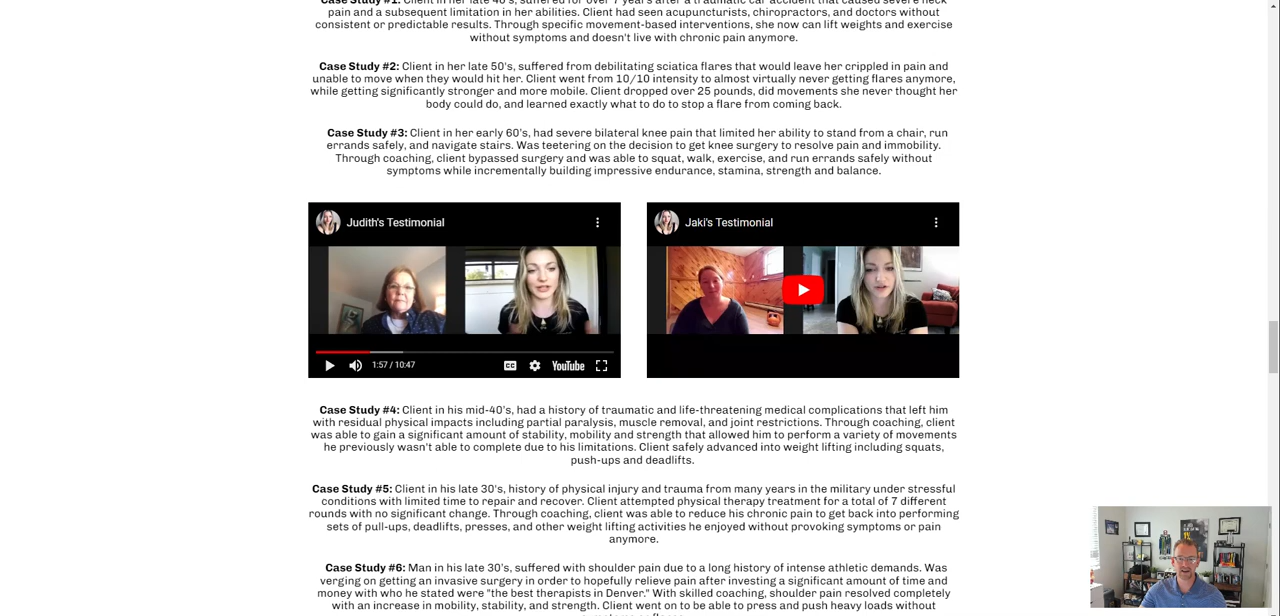 Case Study #1: Client in her late 40's, suffered for over 7 years after a traumatic car accident that caused severe neck
pain and a subsequent limitation in her abilities. Client had seen acupuncturists, chiropractors, and doctors without
consistent or predictable results. Through specific movement-based interventions, she now can lift weights and exercise
without symptoms and doesn't live with chronic pain anymore.
Case Study #2: Client in her late 50's, suffered from debilitating sciatica flares that would leave her crippled in pain and
unable to move when they would hit her. Client went from 10/10 intensity to almost virtually never getting flares anymore,
while getting significantly stronger and more mobile. Client dropped over 25 pounds, did movements she never thought her
body could do, and learned exactly what to do to stop a flare from coming back.
Case Study #3: Client in her early 60's, had severe bilateral knee pain that limited her ability to stand from a chair, run
errands safely, and navigate stairs. Was teetering on the decision to get knee surgery to resolve pain and immobility.
Through coaching, client bypassed surgery and was able to squat, walk, exercise, and run errands safely without
symptoms while incrementally building impressive endurance, stamina, strength and balance.
Judith's Testimonial
Jaki's Testimonial
1:57 / 10:47
CC
YouTube
Case Study #4: Client in his mid-40's, had a history of traumatic and life-threatening medical complications that left him
with residual physical impacts including partial paralysis, muscle removal, and joint restrictions. Through coaching, client
was able to gain a significant amount of stability, mobility and strength that allowed him to perform a variety of movements
he previously wasn't able to complete due to his limitations. Client safely advanced into weight lifting including squats,
push-ups and deadlifts.
Case Study #5: Client in his late 30's, history of physical injury and trauma from many years in the military under stressful
conditions with limited time to repair and recover. Client attempted physical therapy treatment for a total of 7 different
rounds with no significant change. Through coaching, client was able to reduce his chronic pain to get back into performing
sets of pull-ups, deadlifts, presses, and other weight lifting activities he enjoyed without provoking symptoms or pain
anymore.
Case Study #6: Man in his late 30's, suffered with shoulder pain due to a long history of intense athletic demands. Was
verging on getting an invasive surgery in order to hopefully relieve pain after investing a significant amount of time and
money with who he stated were "the best therapists in Denver." With skilled coaching, shoulder pain resolved completely
with an increase in mobility, stability, and strength. Client went on to be able to press and push heavy loads without